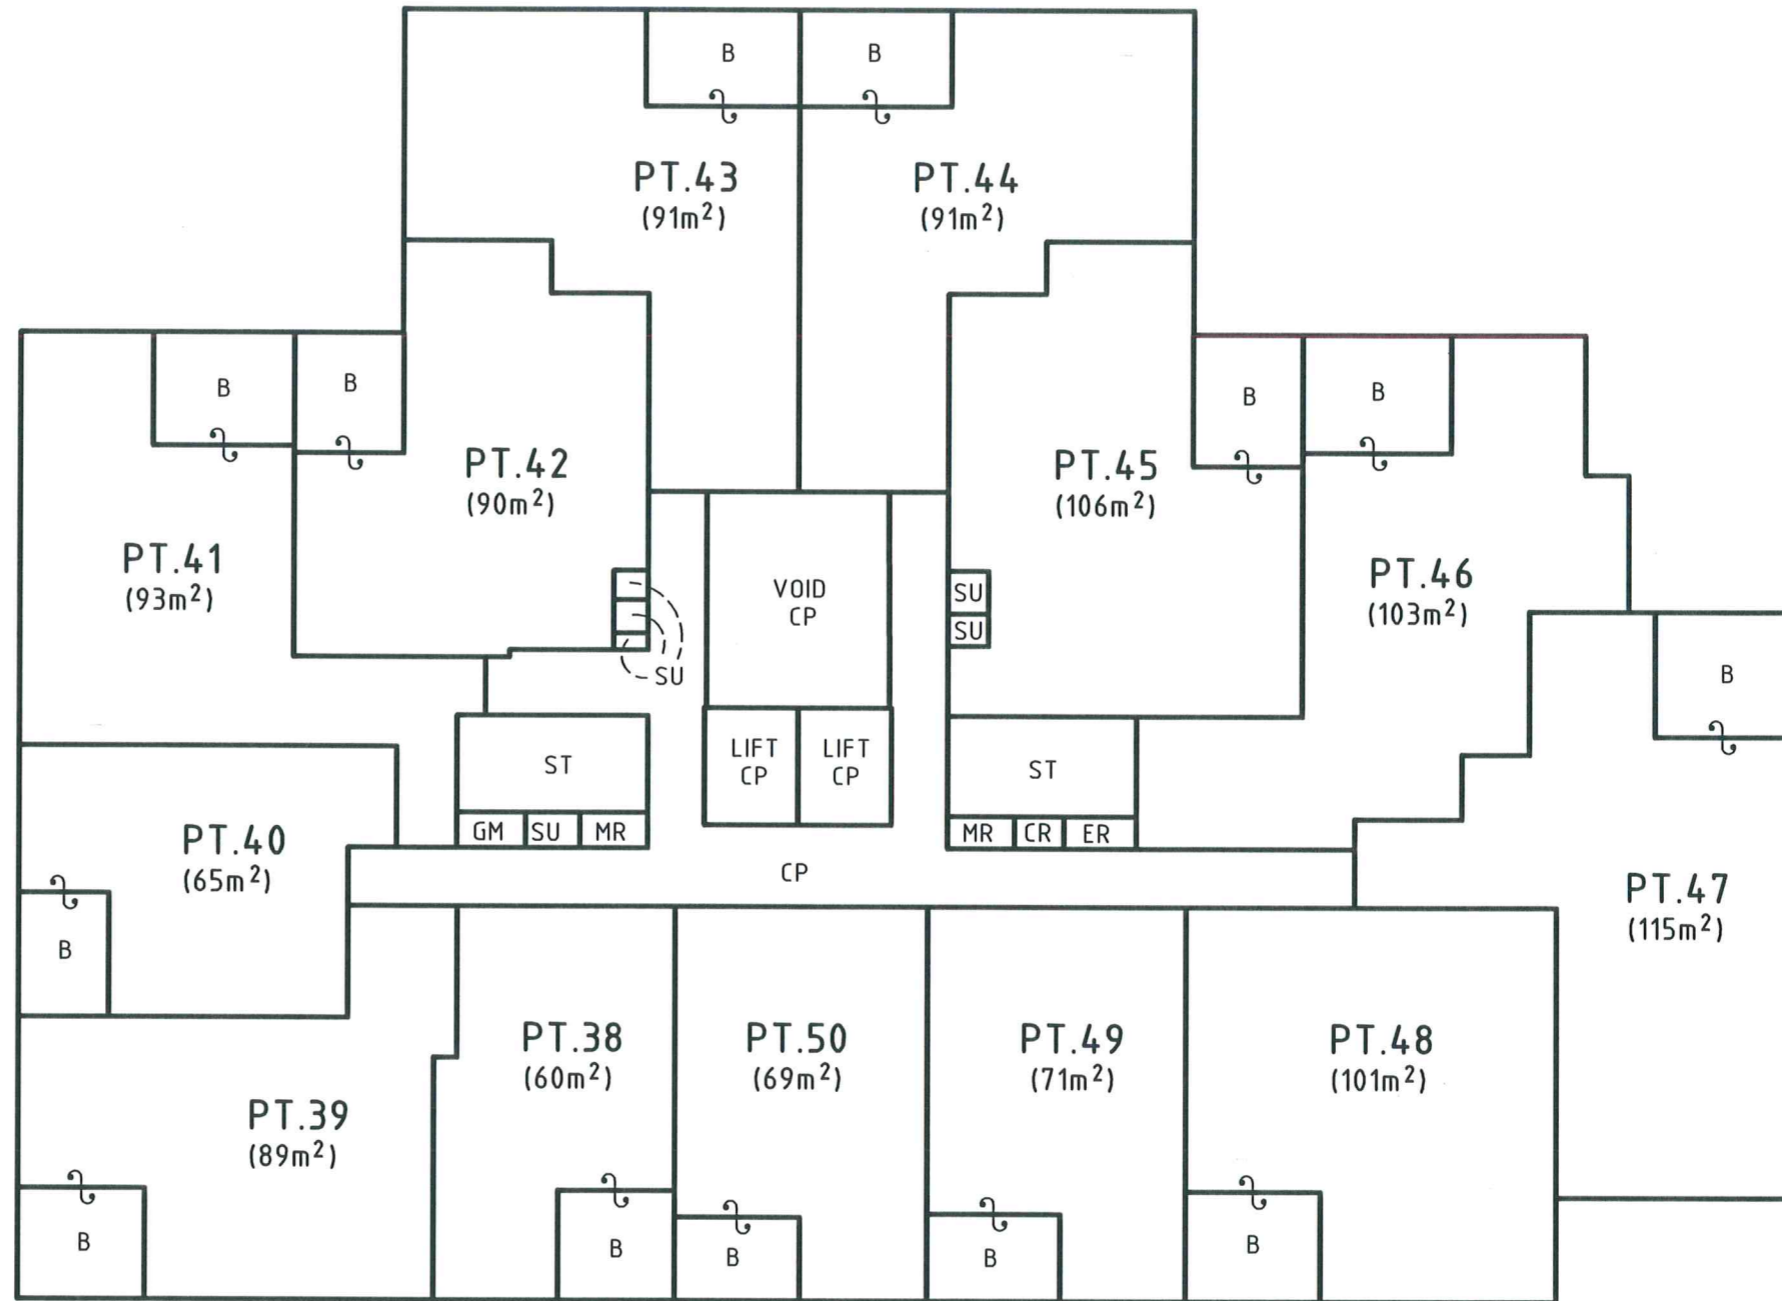 B
B
PT.43
(91m²)
PT.44
(91m²)
B
B
B
B
PT.42
(90m²)
PT.45
(106m²)
PT.41
(93m²)
PT.46
(103m²)
VOID
CP
SU
SU
SU
B
LIFT
CP
LIFT
CP
ST
ST
GM
SU
MR
MR
CR
ER
PT.40
(65m²)
CP
PT.47
(115m²)
B
PT.38
(60m²)
PT.50
(69m²)
PT.49
(71m²)
PT.48
(101m²)
PT.39
(89m²)
B
B
B
B
B